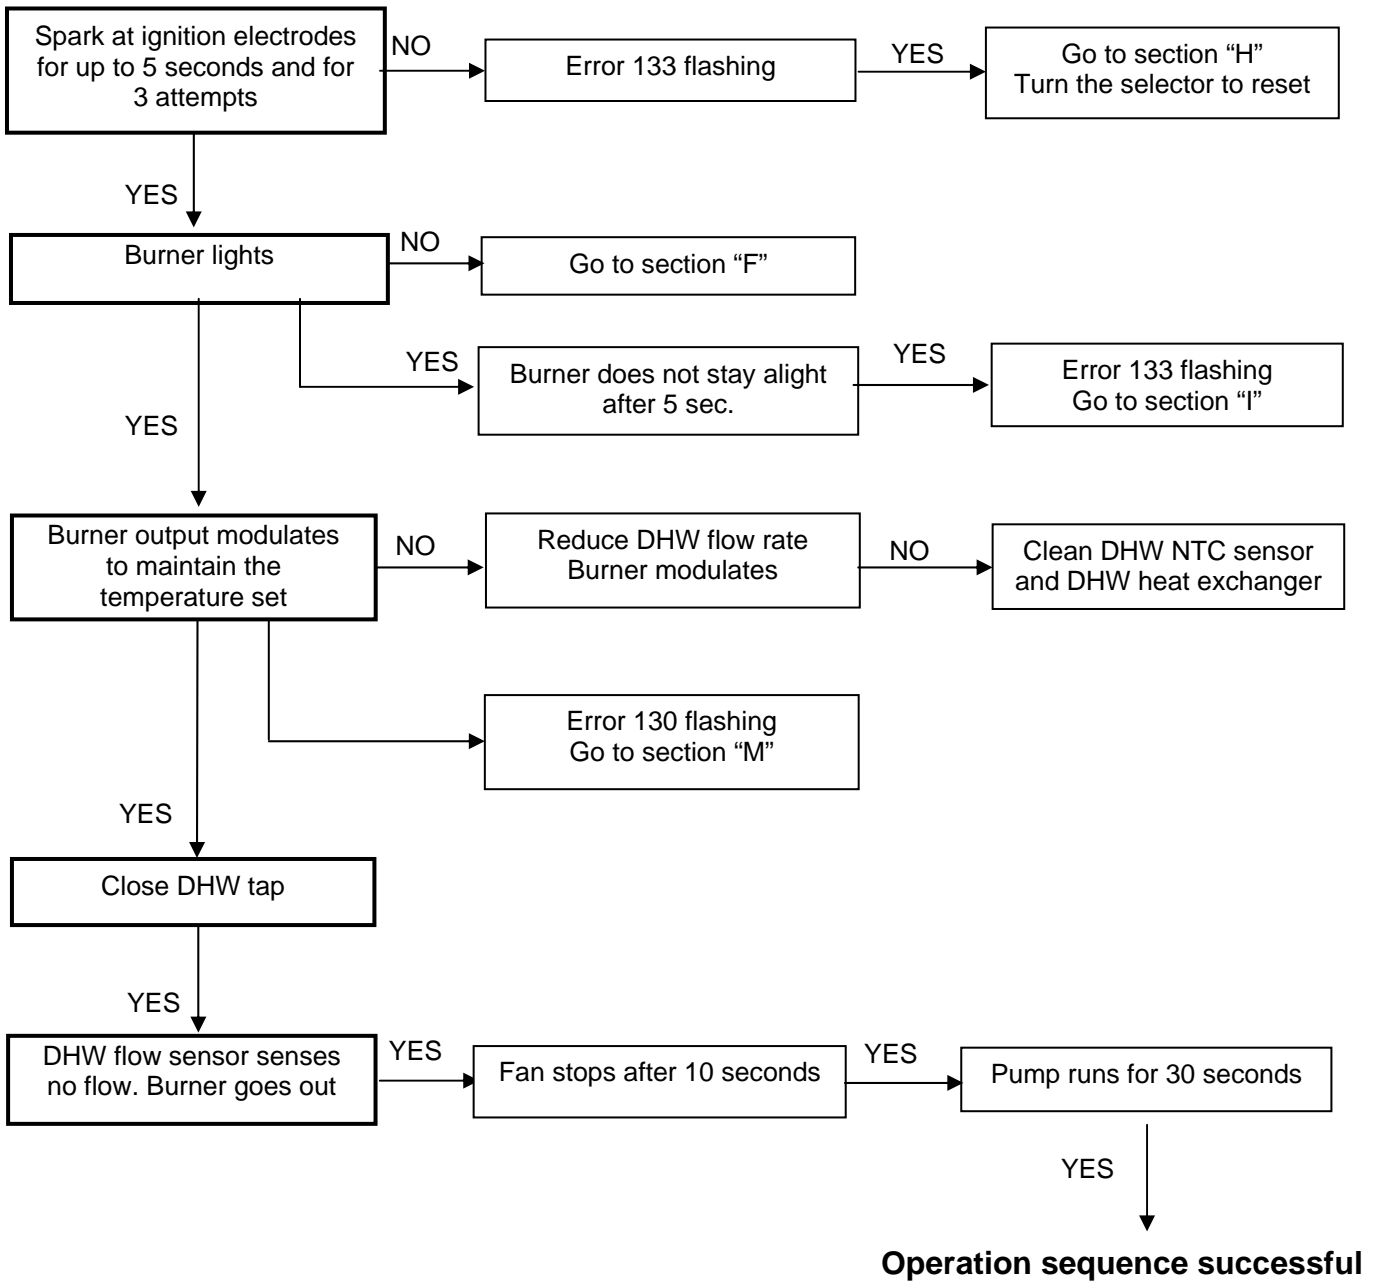 Spark at ignition electrodes
for up to 5 seconds and for
3 attempts
NO
Error 133 flashing
YES
Go to section “H”
Turn the selector to reset
YES
Burner lights
NO
Go to section “F”
YES
Burner does not stay alight
after 5 sec.
YES
Error 133 flashing
Go to section “I”
YES
Burner output modulates
to maintain the
temperature set
NO
Reduce DHW flow rate
Burner modulates
NO
Clean DHW NTC sensor
and DHW heat exchanger
Error 130 flashing
Go to section “M”
YES
Close DHW tap
YES
DHW flow sensor senses
no flow. Burner goes out
YES
Fan stops after 10 seconds
YES
Pump runs for 30 seconds
YES
Operation sequence successful